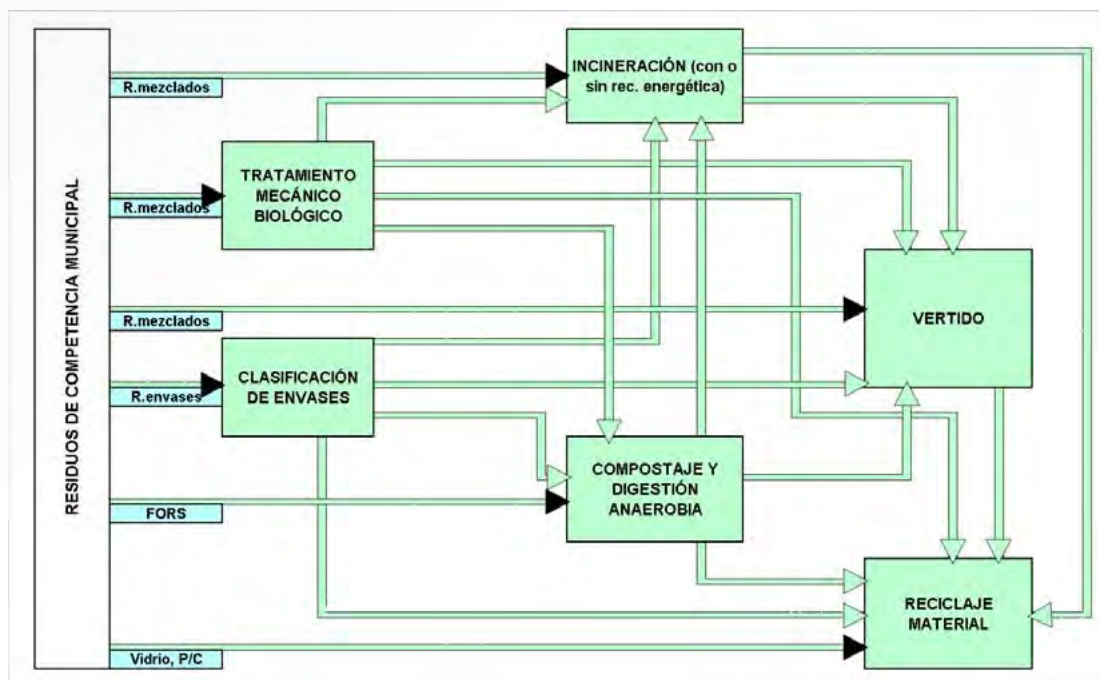 RESIDUOS DE COMPETENCIA MUNICIPAL
R.mezclados
INCINERACIÓN (con o
sin rec. energética)
R.mezclados
TRATAMIENTO
MECÁNICO
BIOLÓGICO
R.mezclados
VERTIDO
R.envases
CLASIFICACIÓN
DE ENVASES
FORS
COMPOSTAJE Y
DIGESTIÓN
ANAEROBIA
Vidrio, P/C
RECICLAJE
MATERIAL